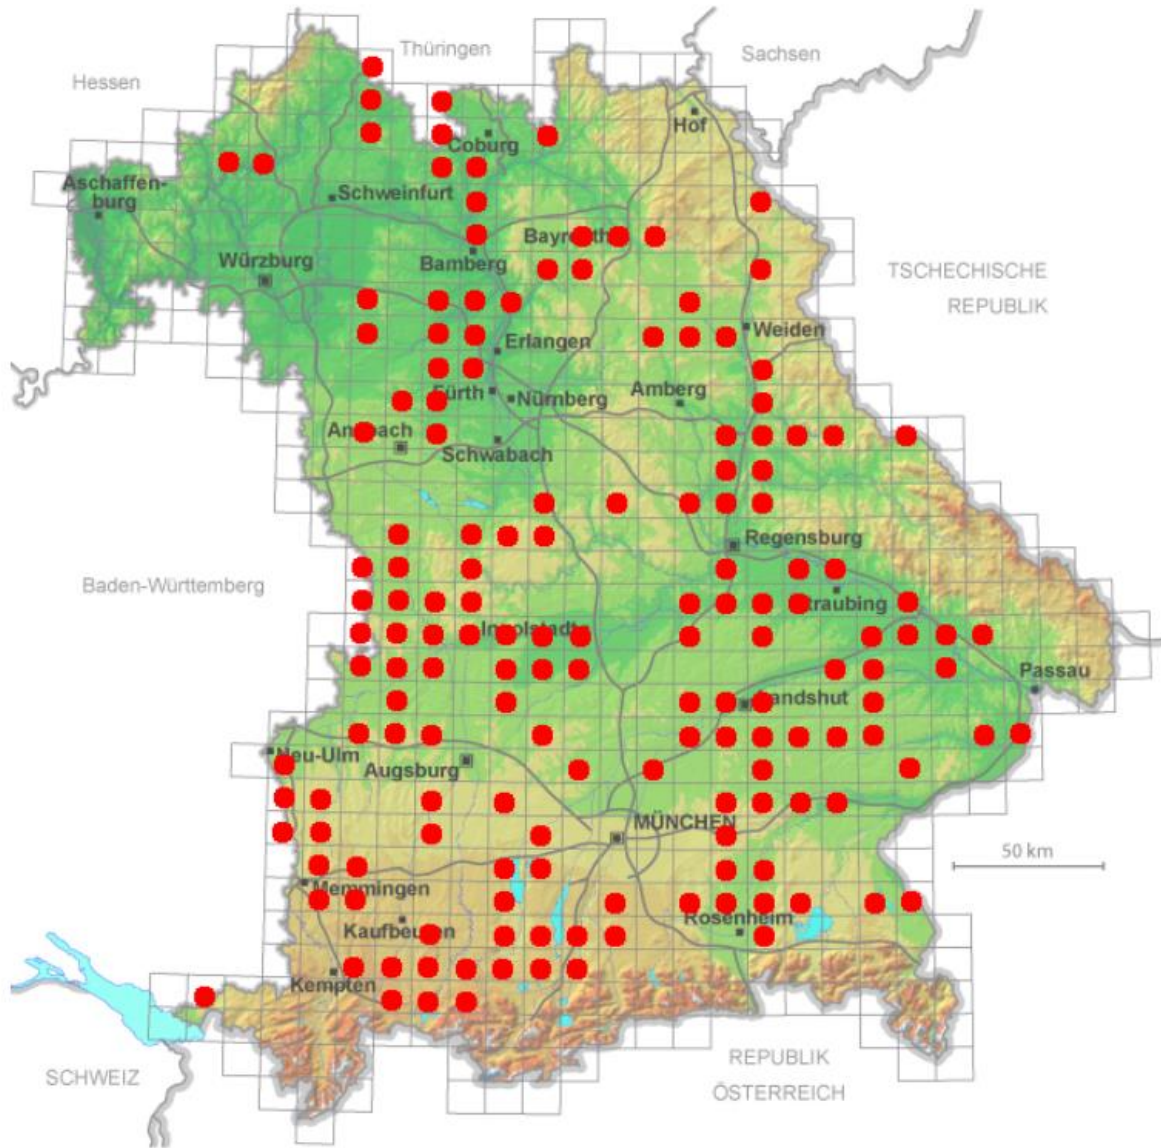 Thüringen
Sachsen
Hessen
Hof
Coburg
Aschaffen-
burg
Schweinfurt
Bayreuth
Würzburg
Bamberg
TSCHECHISCHE
REPUBLIK
Weiden
Erlangen
Fürth
Nürnberg
Amberg
Ansbach
Schwabach
Regensburg
Baden-Württemberg
Straubing
Ingolstadt
Passau
Landshut
Neu-Ulm
Augsburg
MÜNCHEN
50 km
Memmingen
Kaufbeuren
Rosenheim
Kempten
SCHWEIZ
REPUBLIK
ÖSTERREICH